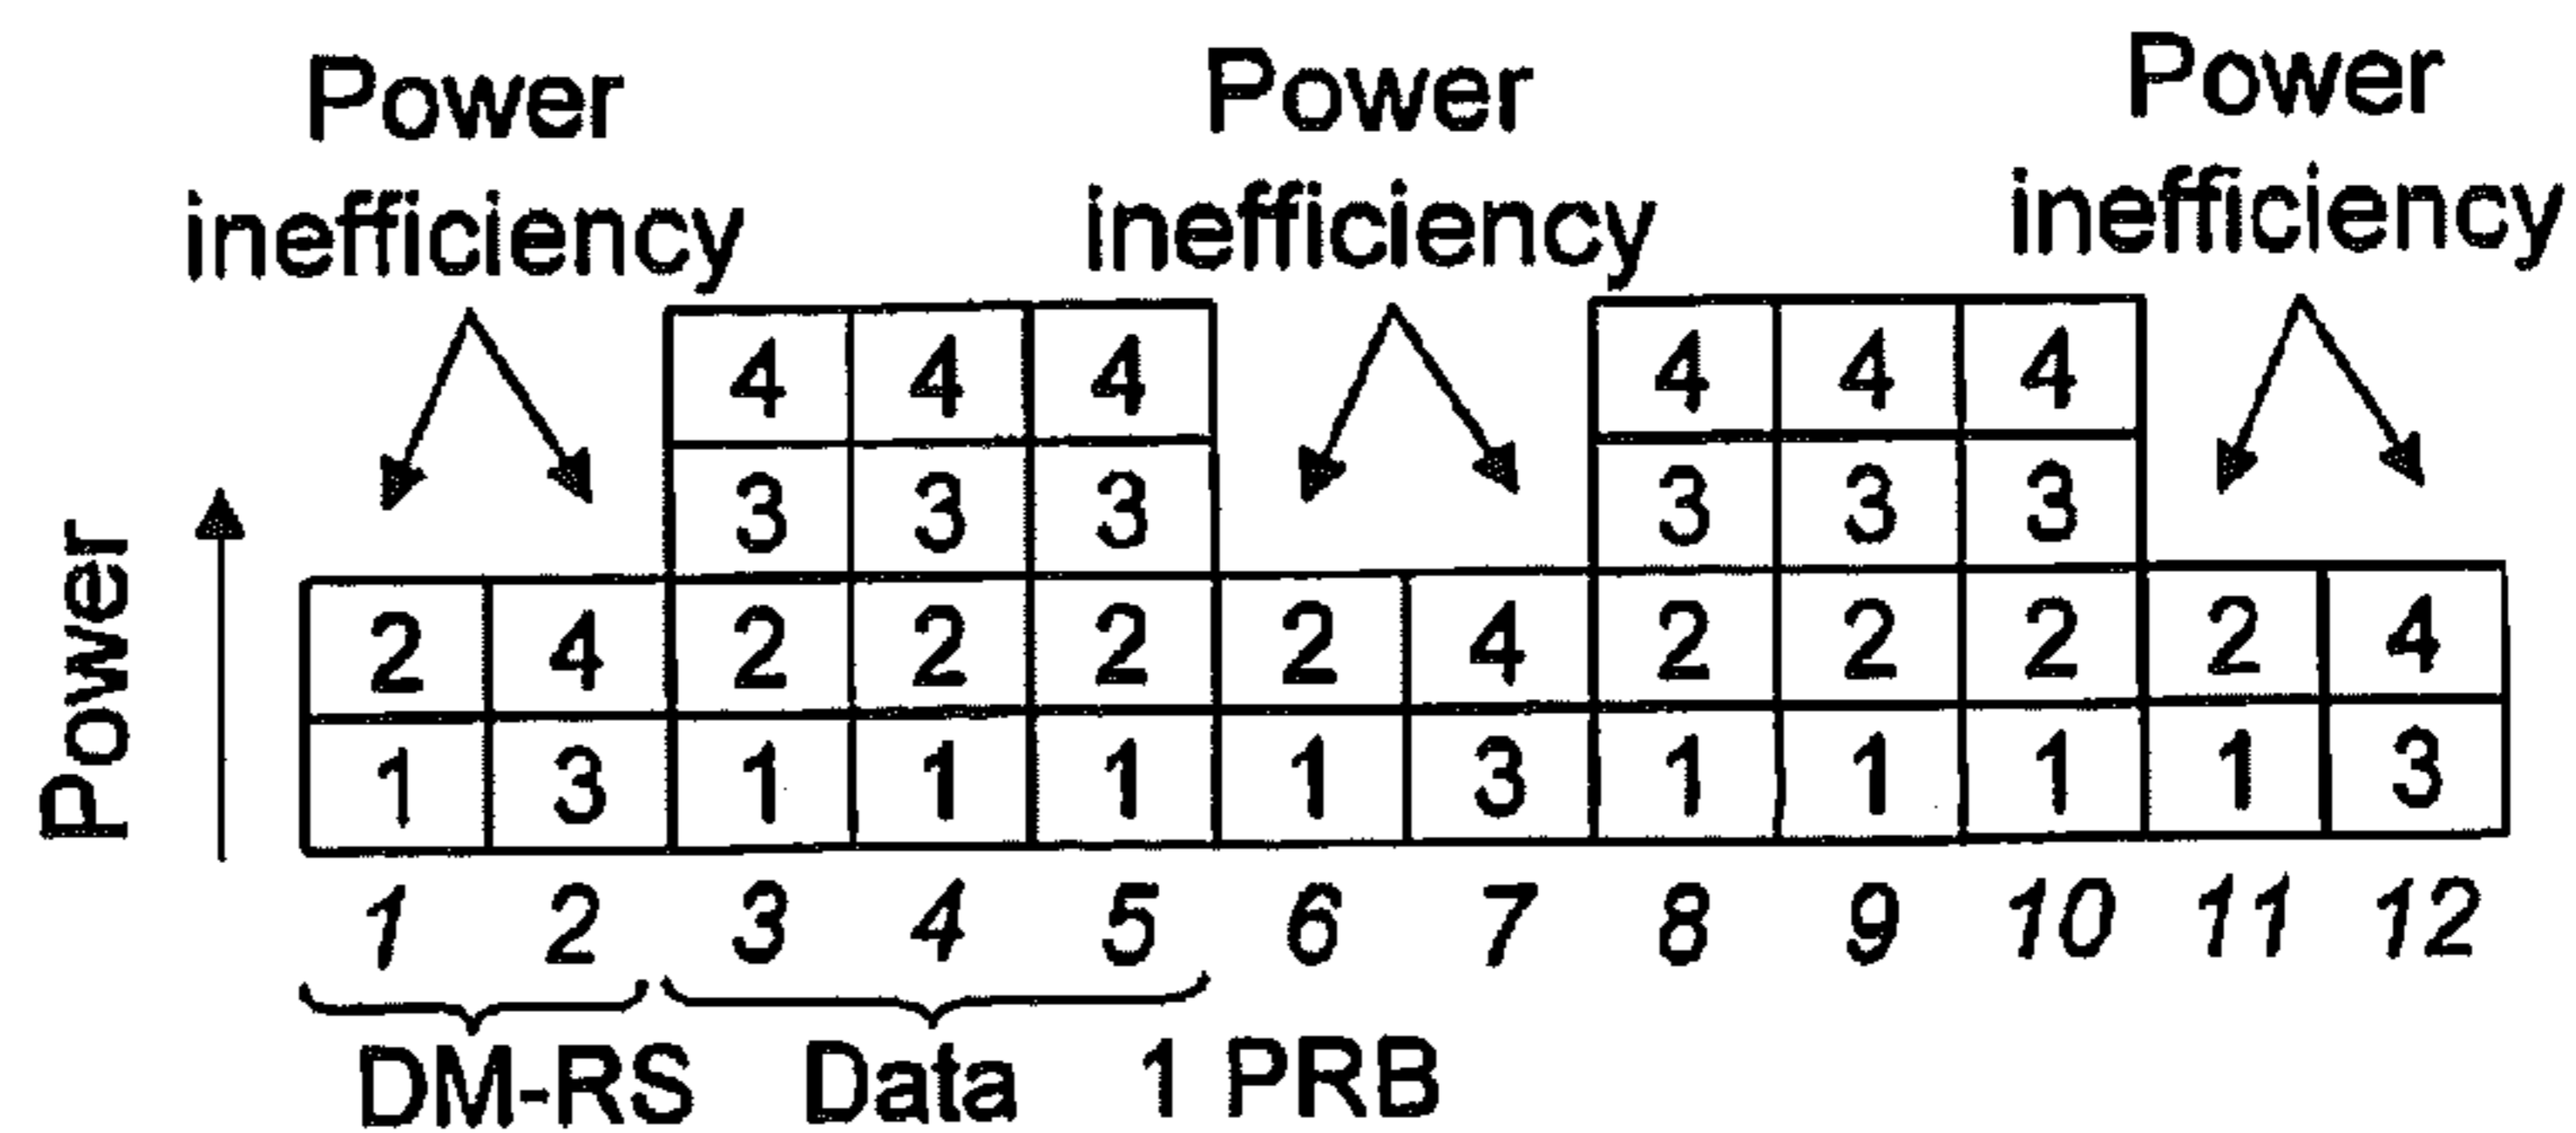 Power Power Power
inefficiency inefficiency inefficiency
4 4 4 4 4 4
3 3 3 3 3 3
2 4 2 2 2 2 4 2 2 2 2 4
1 3 1 1 1 1 3 1 1 1 1 3
Power
1 2 3 4 5 6 7 8 9 10 11 12
DM-RS Data 1 PRB